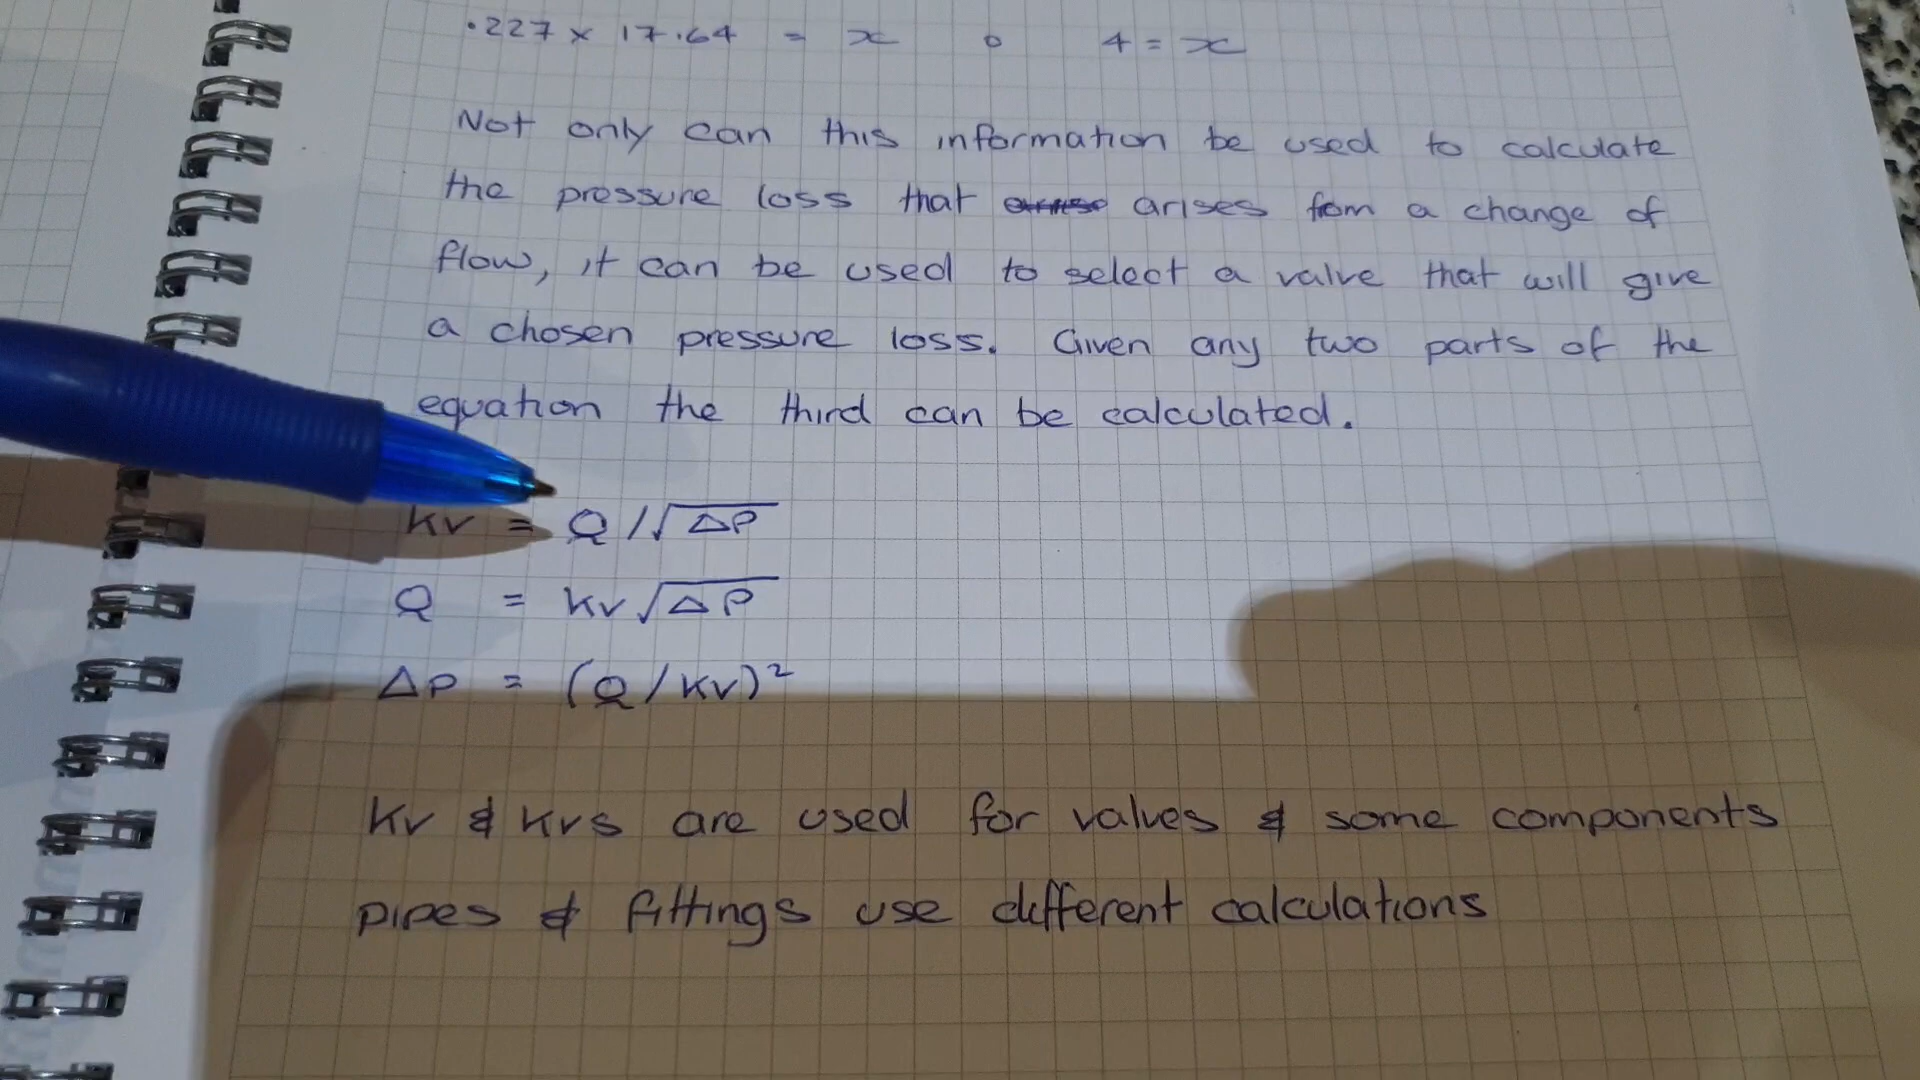 .227 x 17.64 = x o 4 = x
Not only can this information be used to calculate
the pressure loss that arises from a change of
flow, it can be used to select a valve that will give
a chosen pressure loss. Given any two parts of the
equation the third can be calculated.
Kv = Q/√ΔP
Q = Kv√ΔP
ΔP = (Q/Kv)²
Kv & Kvs are used for valves & some components
pipes & fittings use different calculations